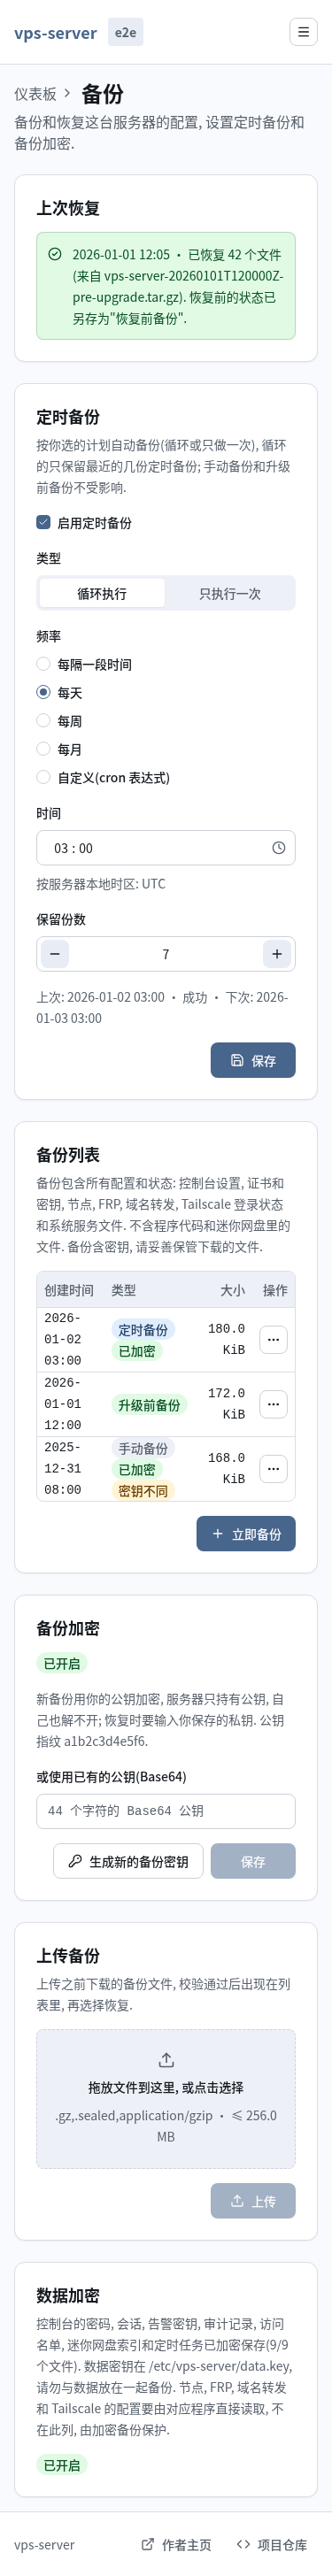 vps-server e2e
仪表板 > 备份
备份和恢复这台服务器的配置, 设置定时备份和
备份加密.
上次恢复
2026-01-01 12:05 · 已恢复 42 个文件
(来自 vps-server-20260101T120000Z-
pre-upgrade.tar.gz). 恢复前的状态已
另存为"恢复前备份".
定时备份
按你选的计划自动备份(循环或只做一次), 循环
的只保留最近的几份定时备份; 手动备份和升级
前备份不受影响.
启用定时备份
类型
循环执行 只执行一次
频率
每隔一段时间
每天
每周
每月
自定义(cron 表达式)
时间
03 : 00
按服务器本地时区: UTC
保留份数
7
上次: 2026-01-02 03:00 · 成功 · 下次: 2026-
01-03 03:00
保存
备份列表
备份包含所有配置和状态: 控制台设置, 证书和
密钥, 节点, FRP, 域名转发, Tailscale 登录状态
和系统服务文件. 不含程序代码和迷你网盘里的
文件. 备份含密钥, 请妥善保管下载的文件.
创建时间 类型 大小 操作
2026-
01-02
03:00
定时备份
已加密
180.0
KiB
2026-
01-01
12:00
升级前备份
172.0
KiB
2025-
12-31
08:00
手动备份
已加密
密钥不同
168.0
KiB
立即备份
备份加密
已开启
新备份用你的公钥加密, 服务器只持有公钥, 自
己也解不开; 恢复时要输入你保存的私钥. 公钥
指纹 a1b2c3d4e5f6.
或使用已有的公钥(Base64)
44 个字符的 Base64 公钥
生成新的备份密钥 保存
上传备份
上传之前下载的备份文件, 校验通过后出现在列
表里, 再选择恢复.
拖放文件到这里, 或点击选择
.gz,.sealed,application/gzip · ≤ 256.0
MB
上传
数据加密
控制台的密码, 会话, 告警密钥, 审计记录, 访问
名单, 迷你网盘索引和定时任务已加密保存(9/9
个文件). 数据密钥在 /etc/vps-server/data.key,
请勿与数据放在一起备份. 节点, FRP, 域名转发
和 Tailscale 的配置要由对应程序直接读取, 不
在此列, 由加密备份保护.
已开启
vps-server 作者主页 项目仓库